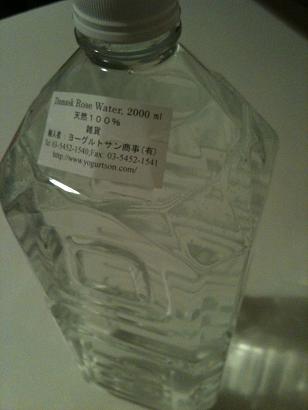 Damask Rose Water, 2000 ml
天然１００％
雑貨
輸入者：ヨーグルトサン商事(有)
Tel: 03-5452-1540,Fax: 03-5452-1541
http://www.yogurtson.com/